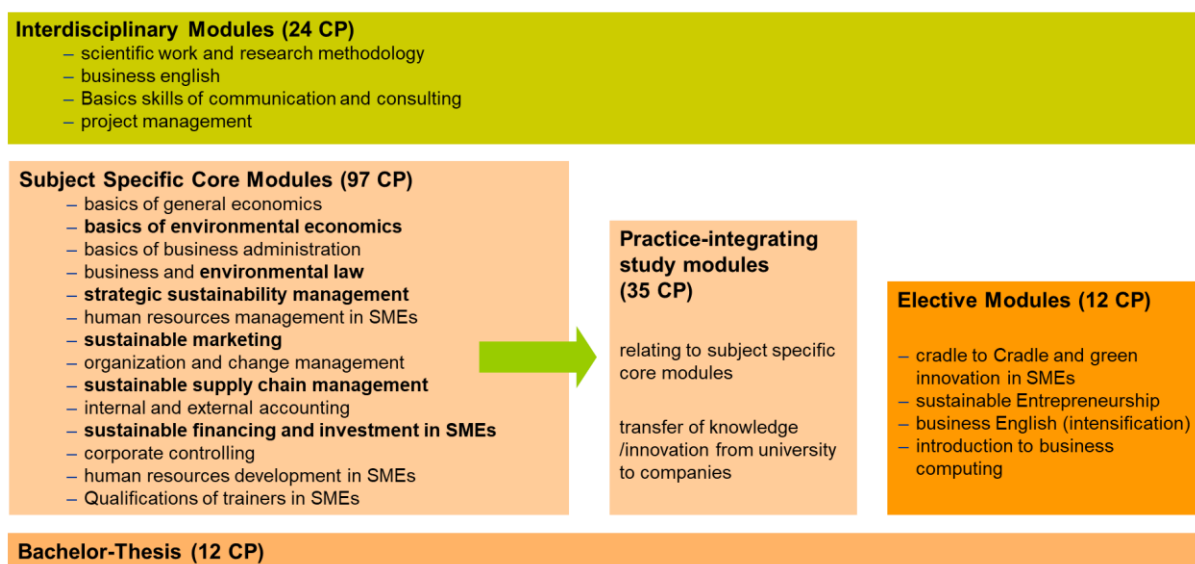 Interdisciplinary Modules (24 CP)
– scientific work and research methodology
– business english
– Basics skills of communication and consulting
– project management
Subject Specific Core Modules (97 CP)
– basics of general economics
– basics of environmental economics
– basics of business administration
– business and environmental law
– strategic sustainability management
– human resources management in SMEs
– sustainable marketing
– organization and change management
– sustainable supply chain management
– internal and external accounting
– sustainable financing and investment in SMEs
– corporate controlling
– human resources development in SMEs
– Qualifications of trainers in SMEs
Practice-integrating
study modules
(35 CP)
relating to subject specific
core modules
transfer of knowledge
/innovation from university
to companies
Elective Modules (12 CP)
– cradle to Cradle and green
innovation in SMEs
– sustainable Entrepreneurship
– business English (intensification)
– introduction to business
computing
Bachelor-Thesis (12 CP)